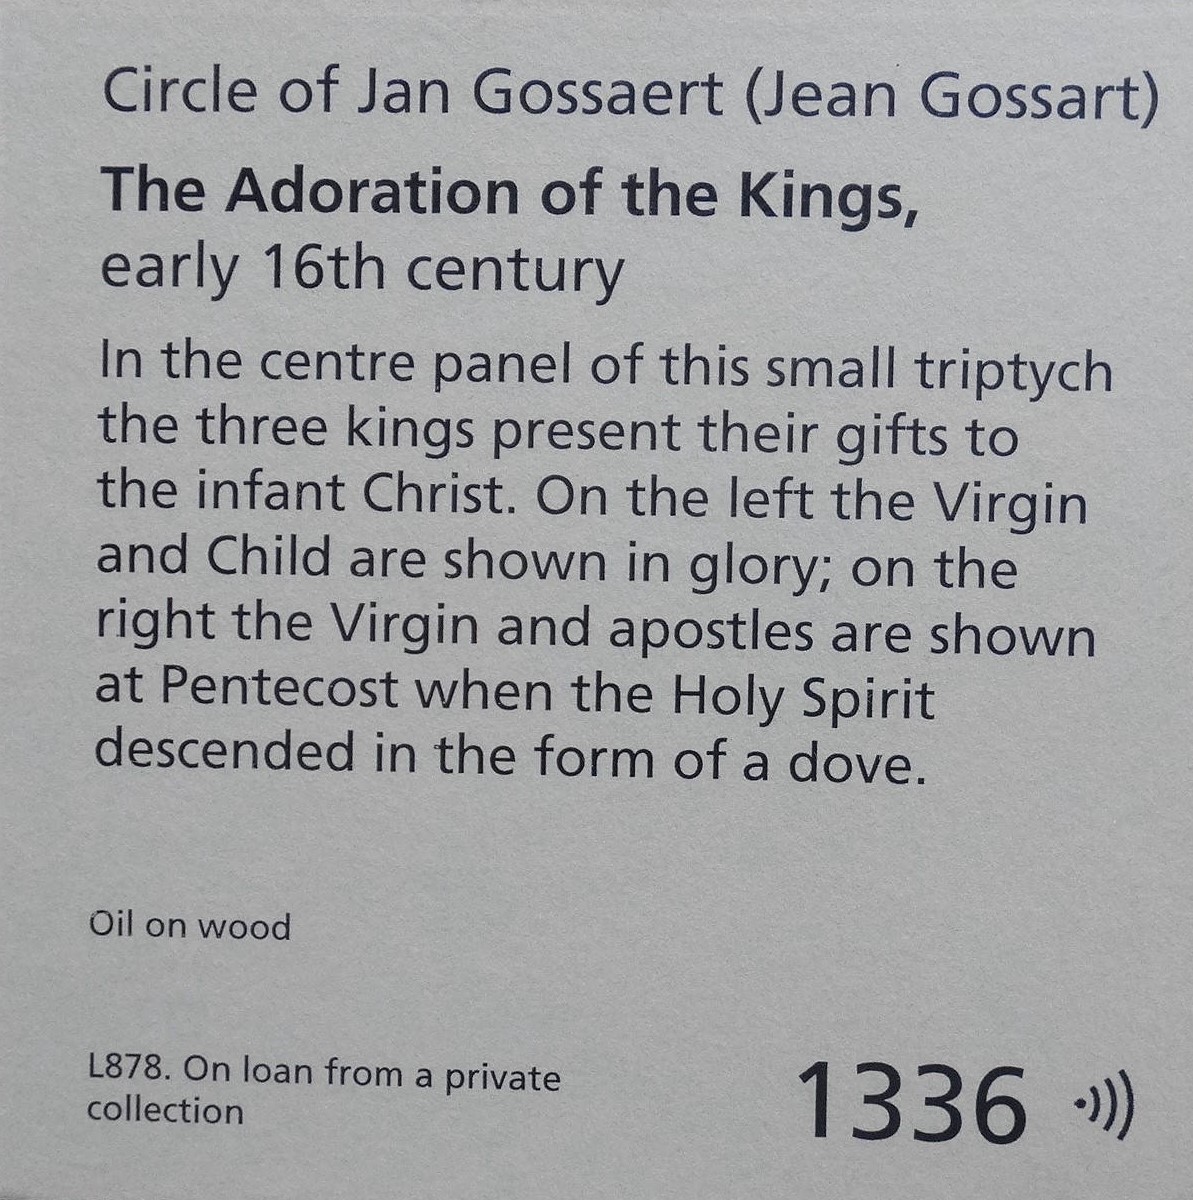 Circle of Jan Gossaert (Jean Gossart)
The Adoration of the Kings,
early 16th century
In the centre panel of this small triptych
the three kings present their gifts to
the infant Christ. On the left the Virgin
and Child are shown in glory; on the
right the Virgin and apostles are shown
at Pentecost when the Holy Spirit
descended in the form of a dove.
Oil on wood
L878. On loan from a private
collection
1336